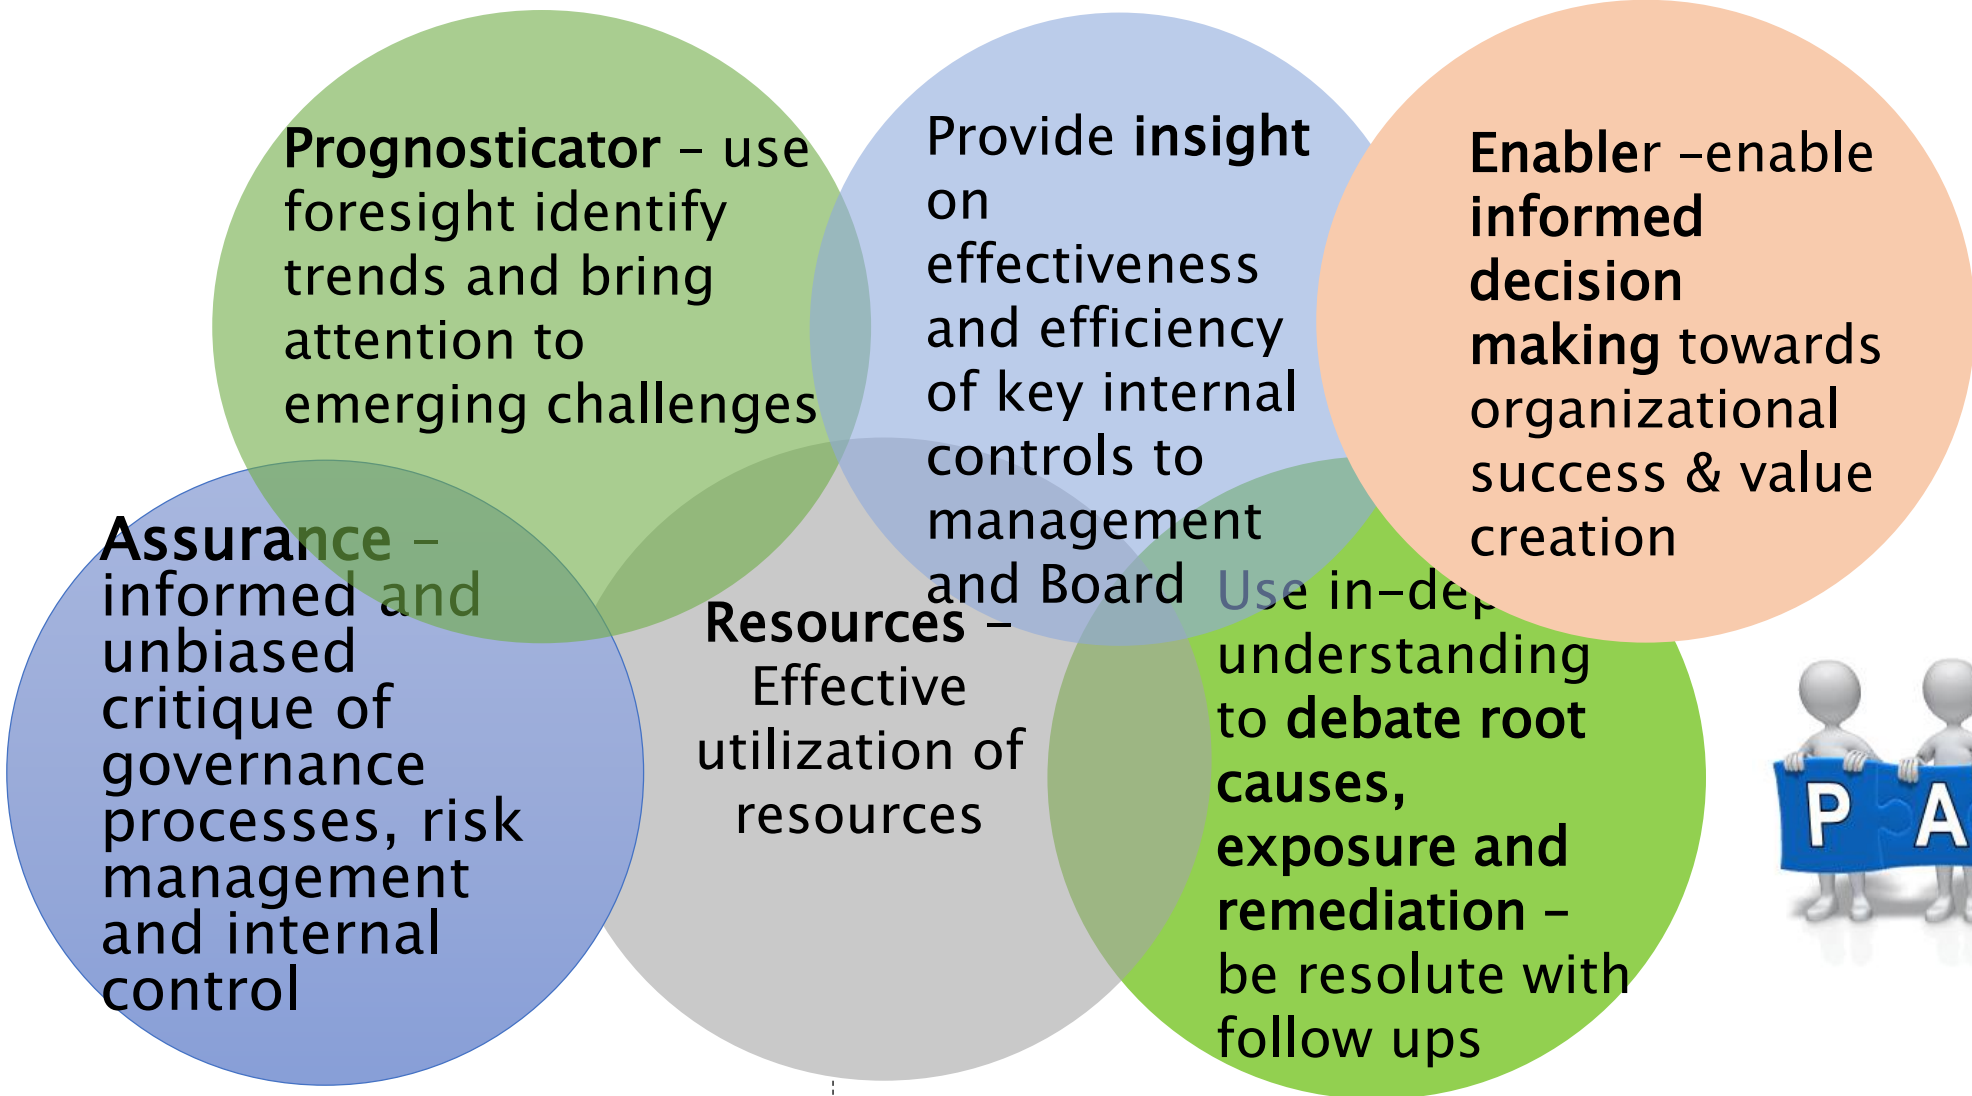 Prognosticator – use
foresight identify
trends and bring
attention to
emerging challenges
Provide insight
on
effectiveness
and efficiency
of key internal
controls to
management
and Board
Enabler –enable
informed
decision
making towards
organizational
success & value
creation
Assurance –
informed and
unbiased
critique of
governance
processes, risk
management
and internal
control
Resources –
Effective
utilization of
resources
Use
understanding
to debate root
causes,
exposure and
remediation –
be resolute with
follow ups
P A